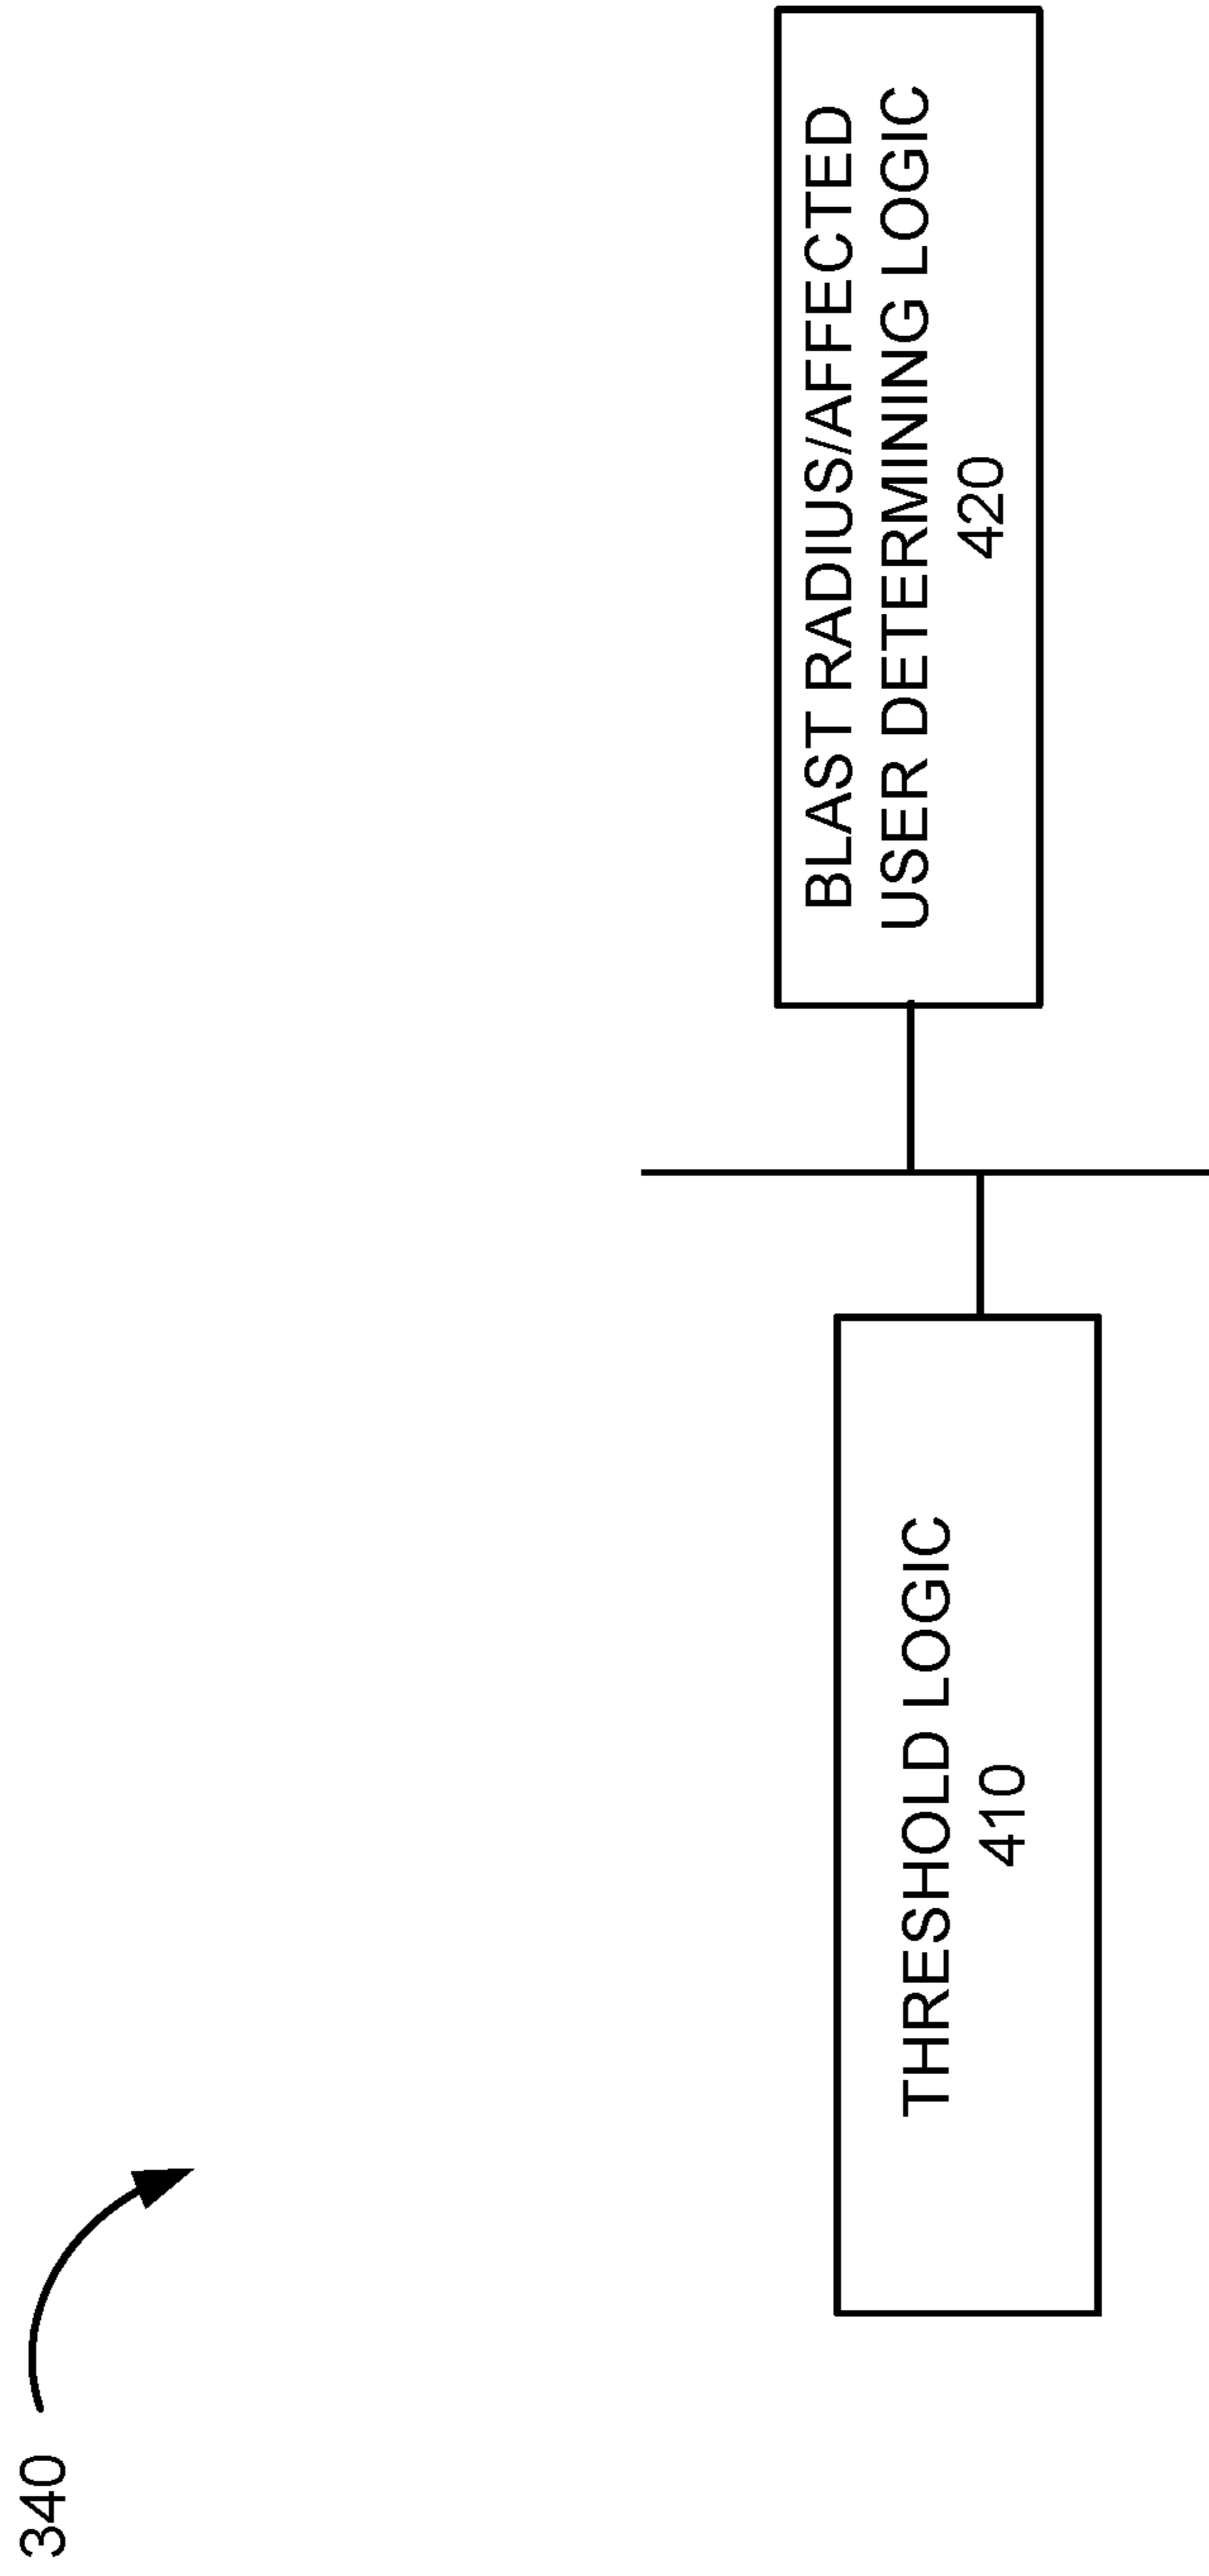 340
THRESHOLD LOGIC
410
BLAST RADIUS/AFFECTED
USER DETERMINING LOGIC
420